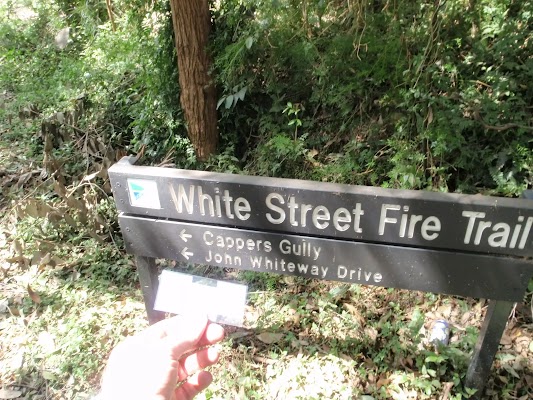 White Street Fire Trail
← Cappers Gully
← John Whiteway Drive